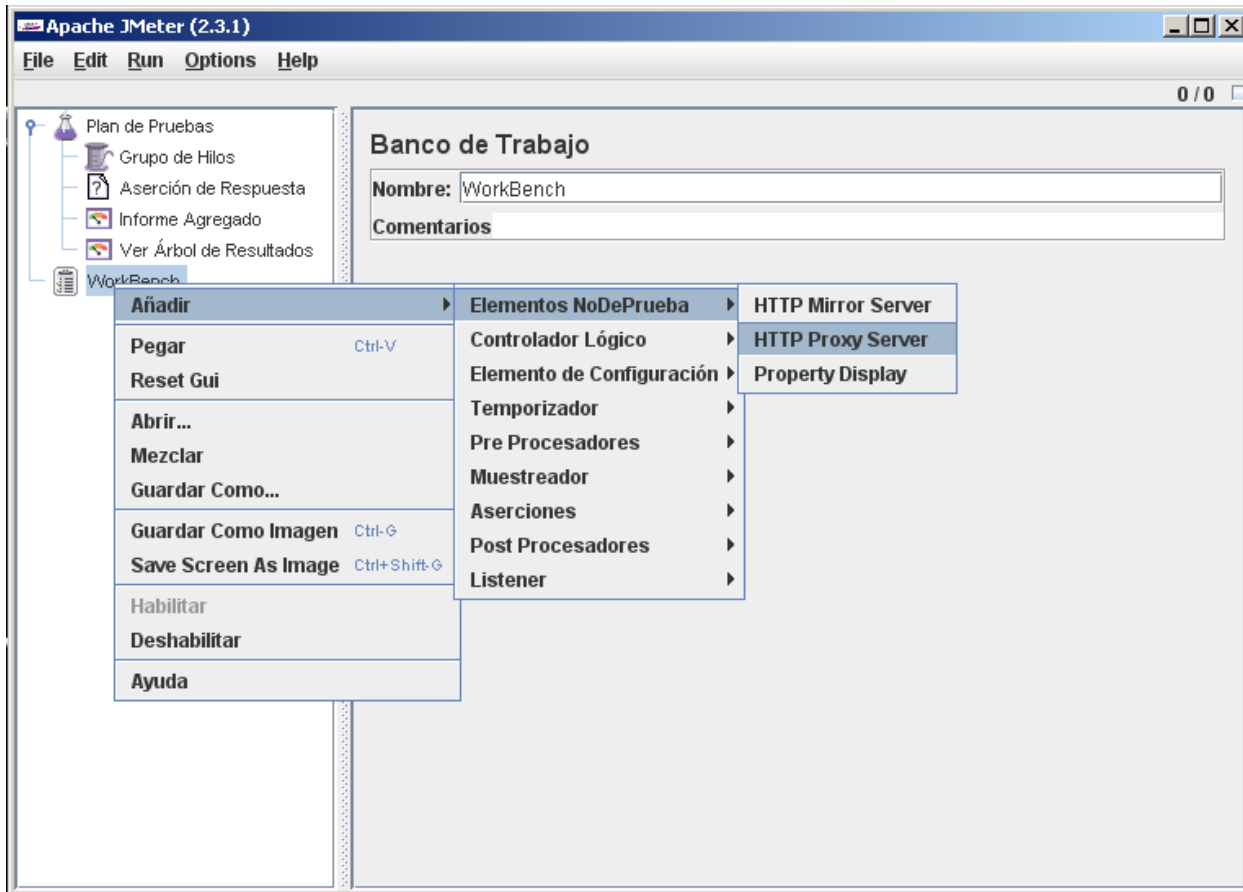 Apache JMeter (2.3.1)
File Edit Run Options Help
0 / 0
Plan de Pruebas
Grupo de Hilos
Aserción de Respuesta
Informe Agregado
Ver Árbol de Resultados
WorkBench
Banco de Trabajo
Nombre: WorkBench
Comentarios
Añadir
Pegar Ctrl-V
Reset Gui
Abrir...
Mezclar
Guardar Como...
Guardar Como Imagen Ctrl-G
Save Screen As Image Ctrl+Shift-G
Habilitar
Deshabilitar
Ayuda
Elementos NoDePrueba
Controlador Lógico
Elemento de Configuración
Temporizador
Pre Procesadores
Muestreador
Aserciones
Post Procesadores
Listener
HTTP Mirror Server
HTTP Proxy Server
Property Display